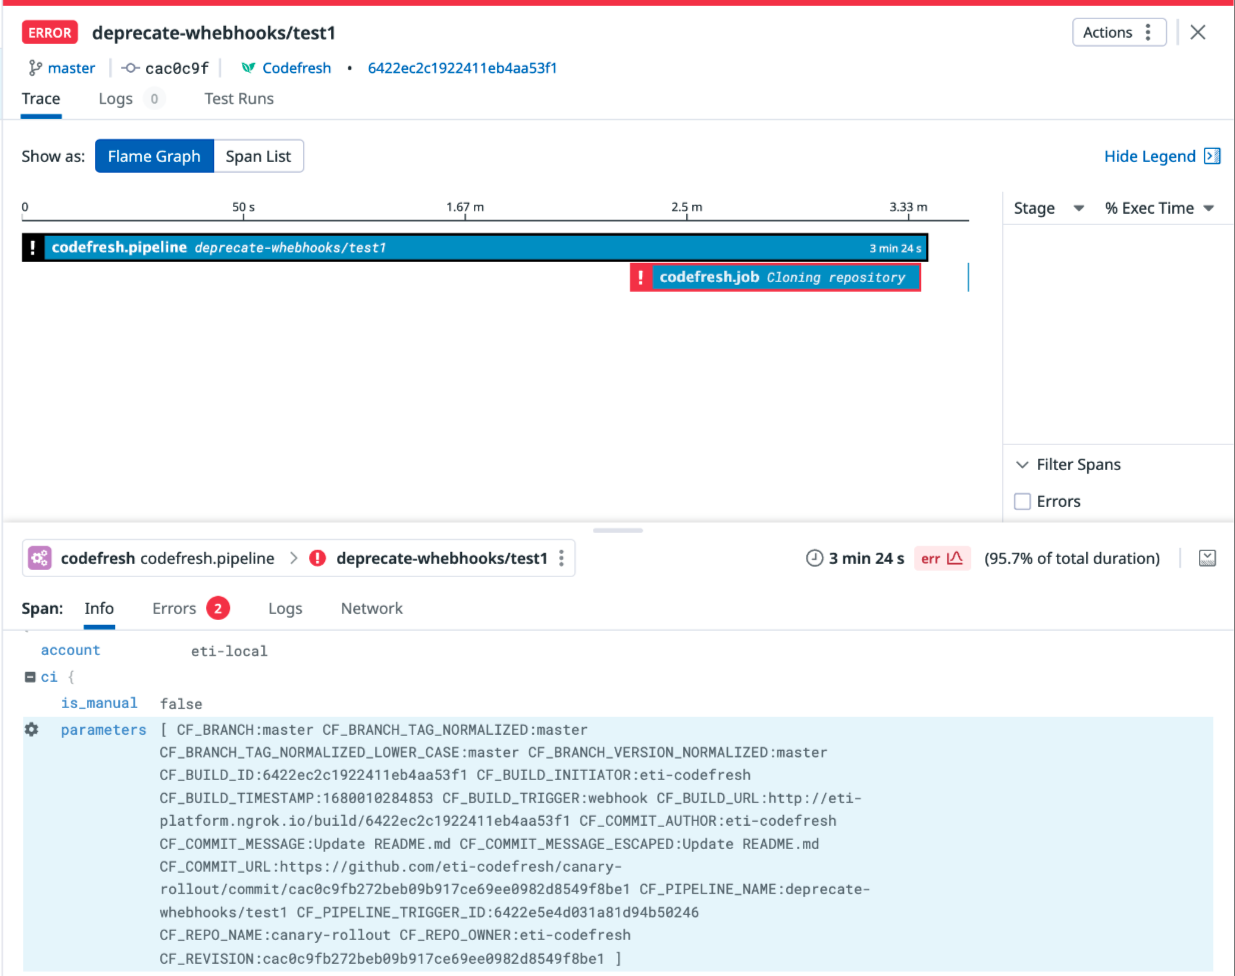 ERROR deprecate-whebhooks/test1 Actions
master cac0c9f Codefresh • 6422ec2c1922411eb4aa53f1
Trace Logs 0 Test Runs
Show as: Flame Graph Span List Hide Legend
0 50 s 1.67 m 2.5 m 3.33 m Stage % Exec Time
! codefresh.pipeline deprecate-whebhooks/test1 3 min 24 s
! codefresh.job Cloning repository
Filter Spans
Errors
codefresh codefresh.pipeline > ! deprecate-whebhooks/test1 3 min 24 s err (95.7% of total duration)
Span: Info Errors 2 Logs Network
account eti-local
ci {
is_manual false
parameters [ CF_BRANCH:master CF_BRANCH_TAG_NORMALIZED:master
CF_BRANCH_TAG_NORMALIZED_LOWER_CASE:master CF_BRANCH_VERSION_NORMALIZED:master
CF_BUILD_ID:6422ec2c1922411eb4aa53f1 CF_BUILD_INITIATOR:eti-codefresh
CF_BUILD_TIMESTAMP:1680010284853 CF_BUILD_TRIGGER:webhook CF_BUILD_URL:http://eti-
platform.ngrok.io/build/6422ec2c1922411eb4aa53f1 CF_COMMIT_AUTHOR:eti-codefresh
CF_COMMIT_MESSAGE:Update README.md CF_COMMIT_MESSAGE_ESCAPED:Update README.md
CF_COMMIT_URL:https://github.com/eti-codefresh/canary-
rollout/commit/cac0c9fb272beb09b917ce69ee0982d8549f8be1 CF_PIPELINE_NAME:deprecate-
whebhooks/test1 CF_PIPELINE_TRIGGER_ID:6422e5e4d031a81d94b50246
CF_REPO_NAME:canary-rollout CF_REPO_OWNER:eti-codefresh
CF_REVISION:cac0c9fb272beb09b917ce69ee0982d8549f8be1 ]